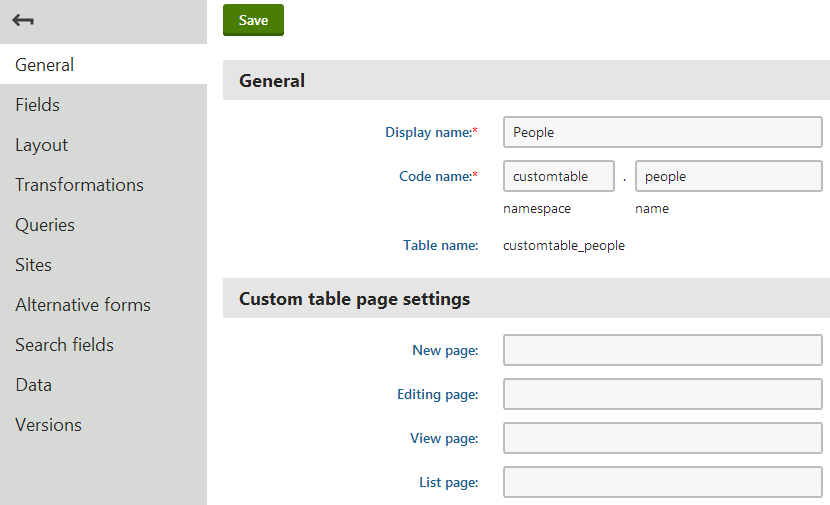 Save
General
Fields
Layout
Transformations
Queries
Sites
Alternative forms
Search fields
Data
Versions
General
Display name:* People
Code name:* customtable . people
namespace name
Table name: customtable_people
Custom table page settings
New page:
Editing page:
View page:
List page: